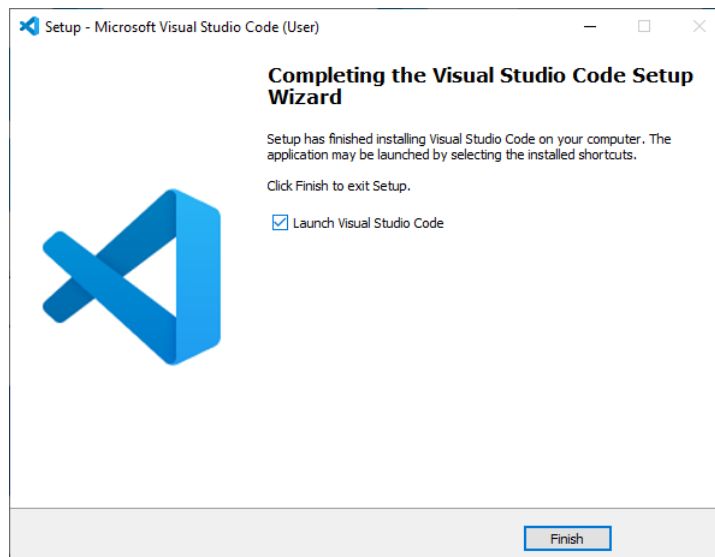 Setup - Microsoft Visual Studio Code (User)
Completing the Visual Studio Code Setup
Wizard
Setup has finished installing Visual Studio Code on your computer. The
application may be launched by selecting the installed shortcuts.
Click Finish to exit Setup.
Launch Visual Studio Code
Finish